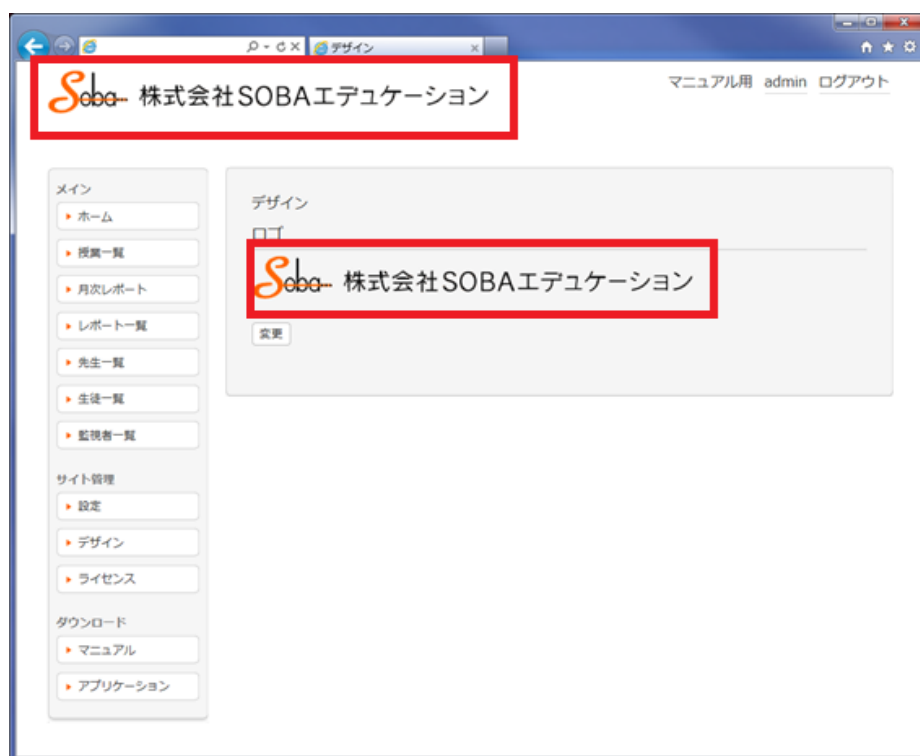 デザイン
Soba 株式会社SOBAエデュケーション
マニュアル用 admin ログアウト
メイン
ホーム
授業一覧
月次レポート
レポート一覧
先生一覧
生徒一覧
監視者一覧
サイト管理
設定
デザイン
ライセンス
ダウンロード
マニュアル
アプリケーション
デザイン
ロゴ
Soba 株式会社SOBAエデュケーション
変更